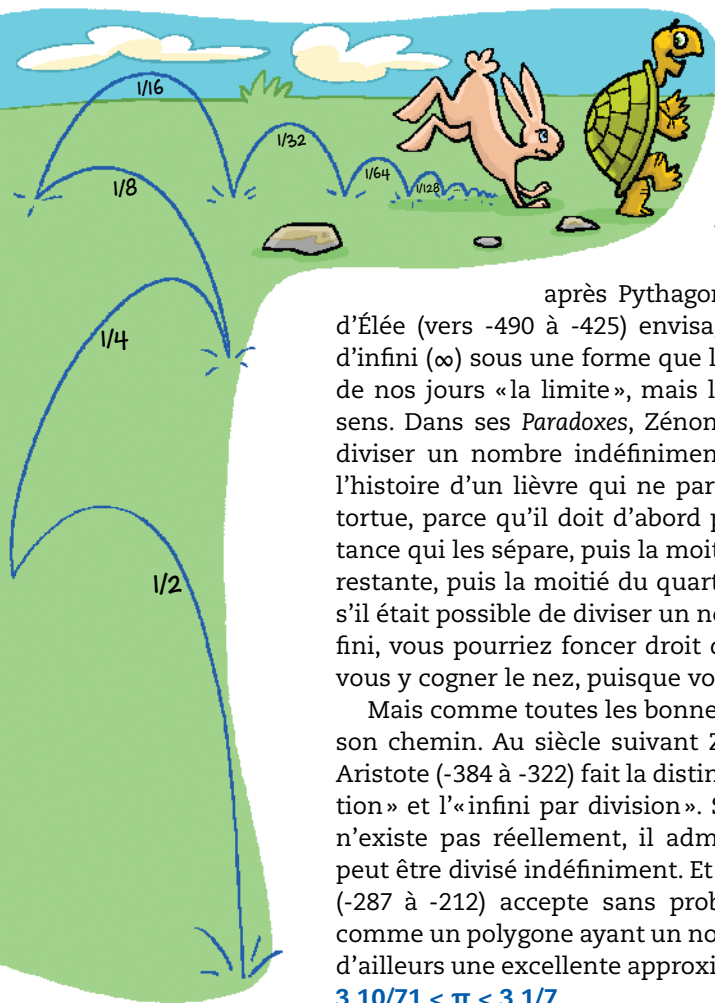 1/16
1/32
1/64
1/128
...
1/8
1/4
1/2
après Pythagor
d'Élée (vers -490 à -425) envisa
d'infini (∞) sous une forme que l
de nos jours «la limite», mais l
sens. Dans ses Paradoxes, Zénon
diviser un nombre indéfinimen
l'histoire d'un lièvre qui ne par
tortue, parce qu'il doit d'abord p
tance qui les sépare, puis la moit
restante, puis la moitié du quart
s'il était possible de diviser un n
fini, vous pourriez foncer droit
vous y cogner le nez, puisque vo
Mais comme toutes les bonne
son chemin. Au siècle suivant Z
Aristote (-384 à -322) fait la distin
tion» et l'«infini par division». S
n'existe pas réellement, il adm
peut être divisé indéfiniment. Et
(-287 à -212) accepte sans prob
comme un polygone ayant un no
d'ailleurs une excellente approxi
3 10/71 < π < 3 1/7